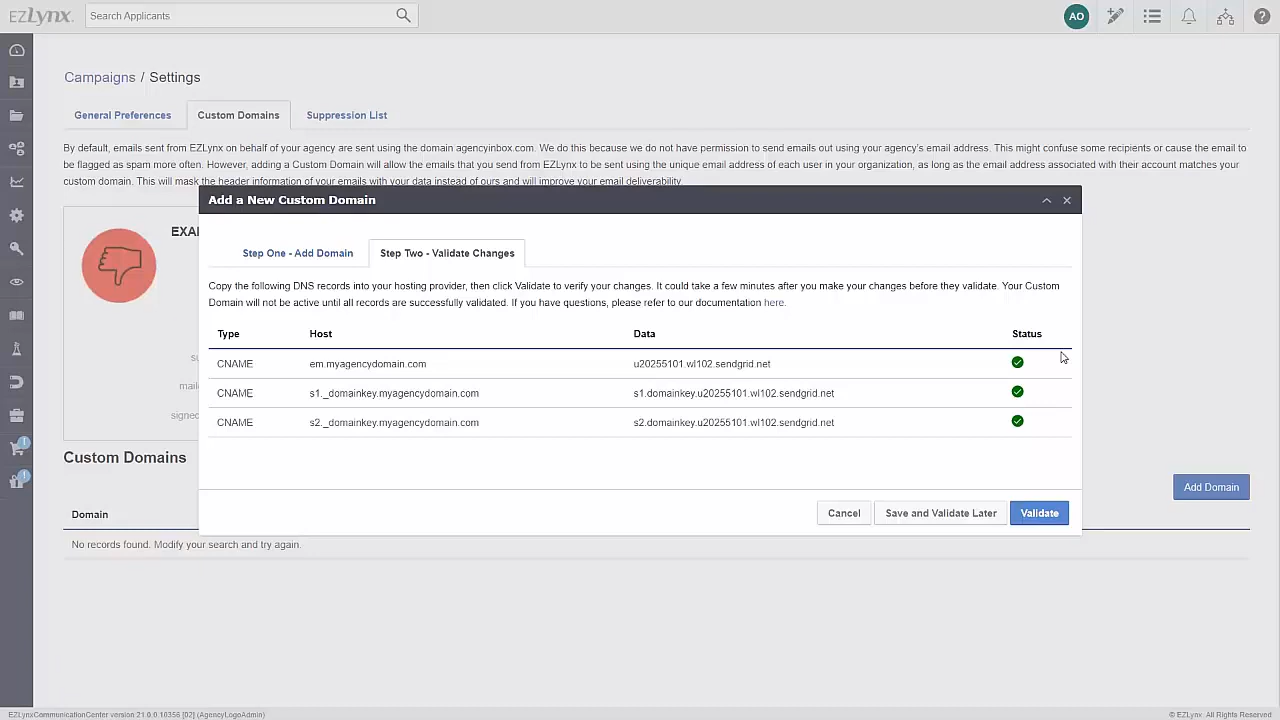 EZLynx.
Search Applicants
AO
Campaigns / Settings
General Preferences
Custom Domains
Suppression List
By default, emails sent from EZLynx on behalf of your agency are sent using the domain agencyinbox.com. We do this because we do not have permission to send emails out using your agency's email address. This might confuse some recipients or cause the email to
be flagged as spam more often. However, adding a Custom Domain will allow the emails that you send from EZLynx to be sent using the unique email address of each user in your organization, as long as the email address associated with their account matches your
custom domain. This will mask the header information of your emails with your data instead of ours and will improve your email deliverability.
Add a New Custom Domain
Step One - Add Domain
Step Two - Validate Changes
Copy the following DNS records into your hosting provider, then click Validate to verify your changes. It could take a few minutes after you make your changes before they validate. Your Custom
Domain will not be active until all records are successfully validated. If you have questions, please refer to our documentation here.
Type Host Data Status
CNAME em.myagencydomain.com u20255101.wl102.sendgrid.net
CNAME s1._domainkey.myagencydomain.com s1.domainkey.u20255101.wl102.sendgrid.net
CNAME s2._domainkey.myagencydomain.com s2.domainkey.u20255101.wl102.sendgrid.net
Cancel
Save and Validate Later
Validate
signed
Custom Domains
Add Domain
Domain
No records found. Modify your search and try again.
EZLynxCommunicationCenter version 21.0.0.10356 [02] (AgencyLogoAdmin)
© EZLynx. All Rights Reserved.